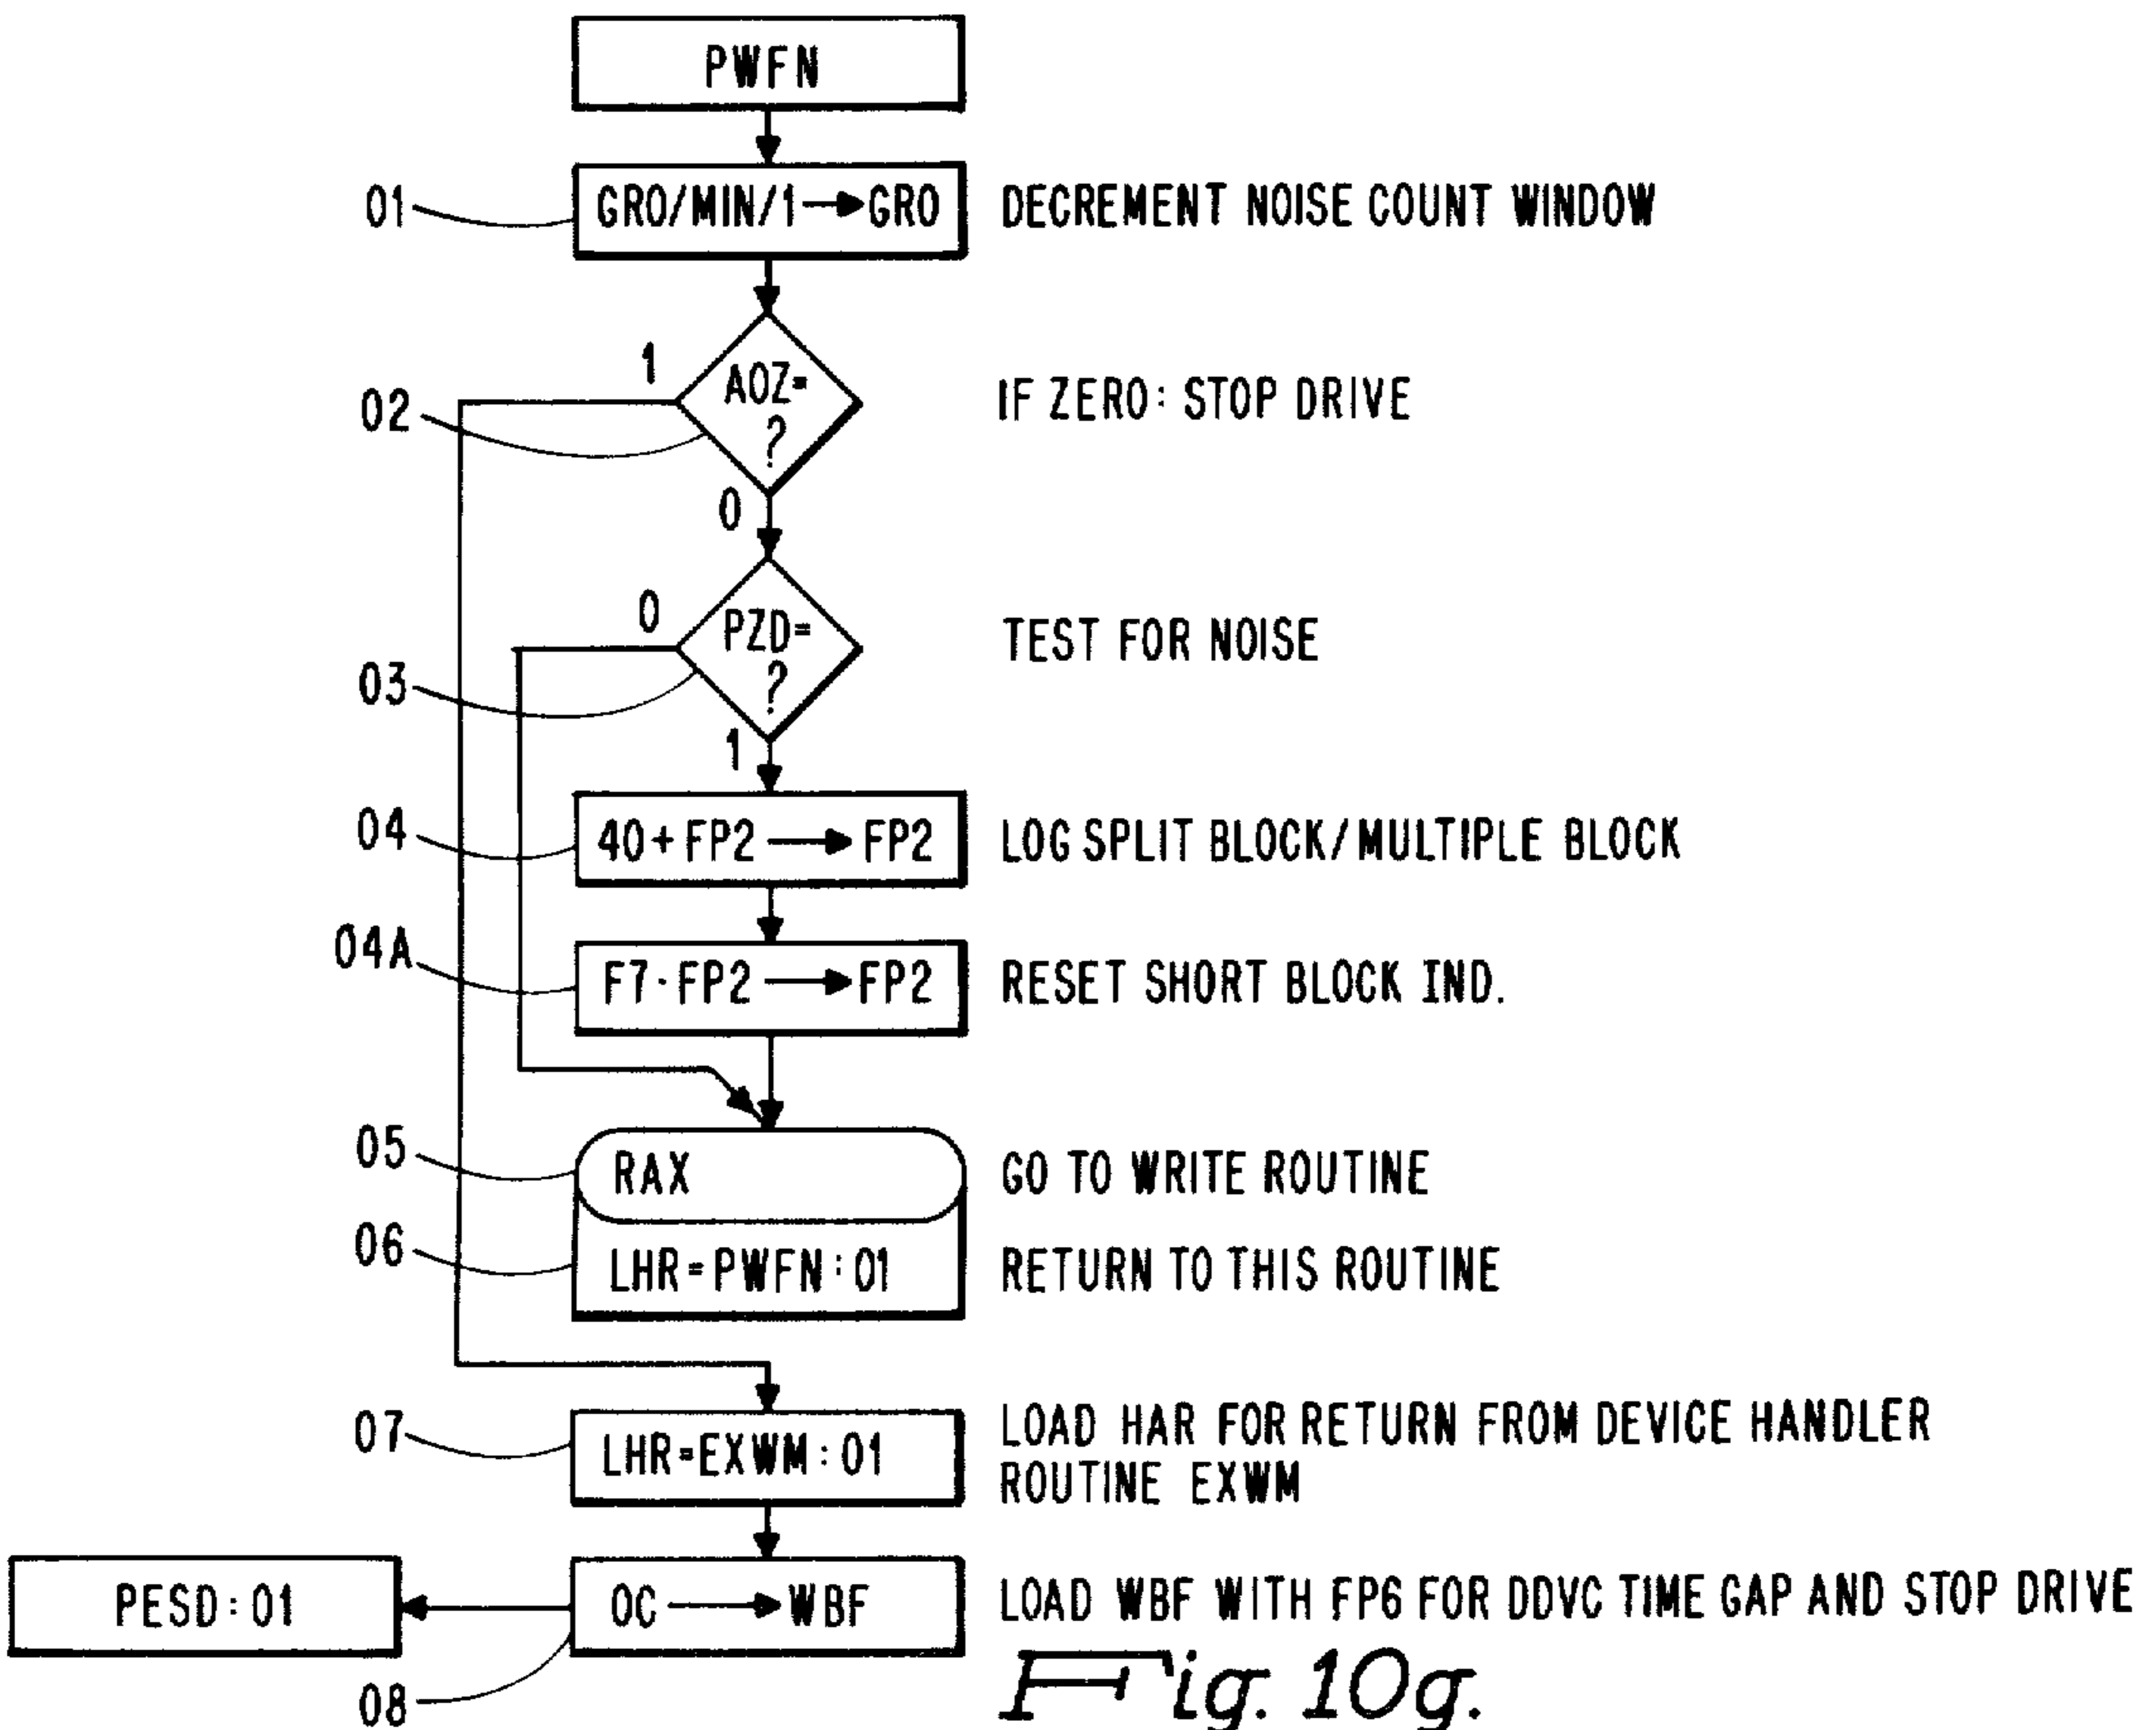 PWFN
01 GRO/MIN/1→GRO DECREMENT NOISE COUNT WINDOW
1
AOZ=
?
02 IF ZERO: STOP DRIVE
0
0
PZD=
?
03 TEST FOR NOISE
1
04 40+FP2→FP2 LOG SPLIT BLOCK/MULTIPLE BLOCK
04A F7·FP2→FP2 RESET SHORT BLOCK IND.
05 RAX GO TO WRITE ROUTINE
06 LHR=PWFN:01 RETURN TO THIS ROUTINE
07 LHR=EXWM:01 LOAD HAR FOR RETURN FROM DEVICE HANDLER
ROUTINE EXWM
PESD:01 OC→WBF LOAD WBF WITH FP6 FOR DDVC TIME GAP AND STOP DRIVE
08
Fig. 10g.